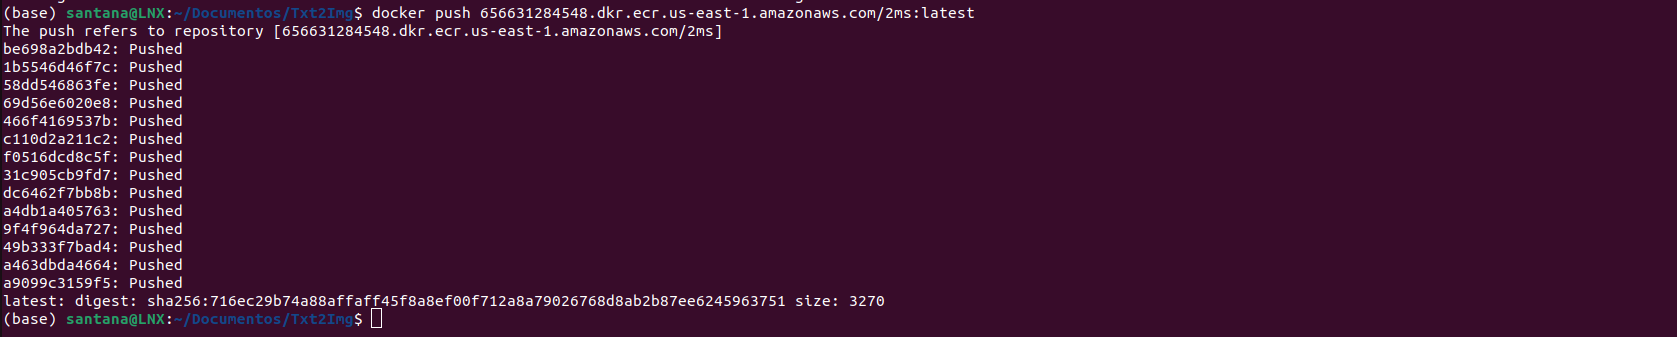 (base) santana@LNX:~/Documentos/Txt2Img$ docker push 656631284548.dkr.ecr.us-east-1.amazonaws.com/2ms:latest
The push refers to repository [656631284548.dkr.ecr.us-east-1.amazonaws.com/2ms]
be698a2bdb42: Pushed
1b5546d46f7c: Pushed
58dd546863fe: Pushed
69d56e6020e8: Pushed
466f4169537b: Pushed
c110d2a211c2: Pushed
f0516dcd8c5f: Pushed
31c905cb9fd7: Pushed
dc6462f7bb8b: Pushed
a4db1a405763: Pushed
9f4f964da727: Pushed
49b333f7bad4: Pushed
a463dbda4664: Pushed
a9099c3159f5: Pushed
latest: digest: sha256:716ec29b74a88affaff45f8a8ef00f712a8a79026768d8ab2b87ee6245963751 size: 3270
(base) santana@LNX:~/Documentos/Txt2Img$